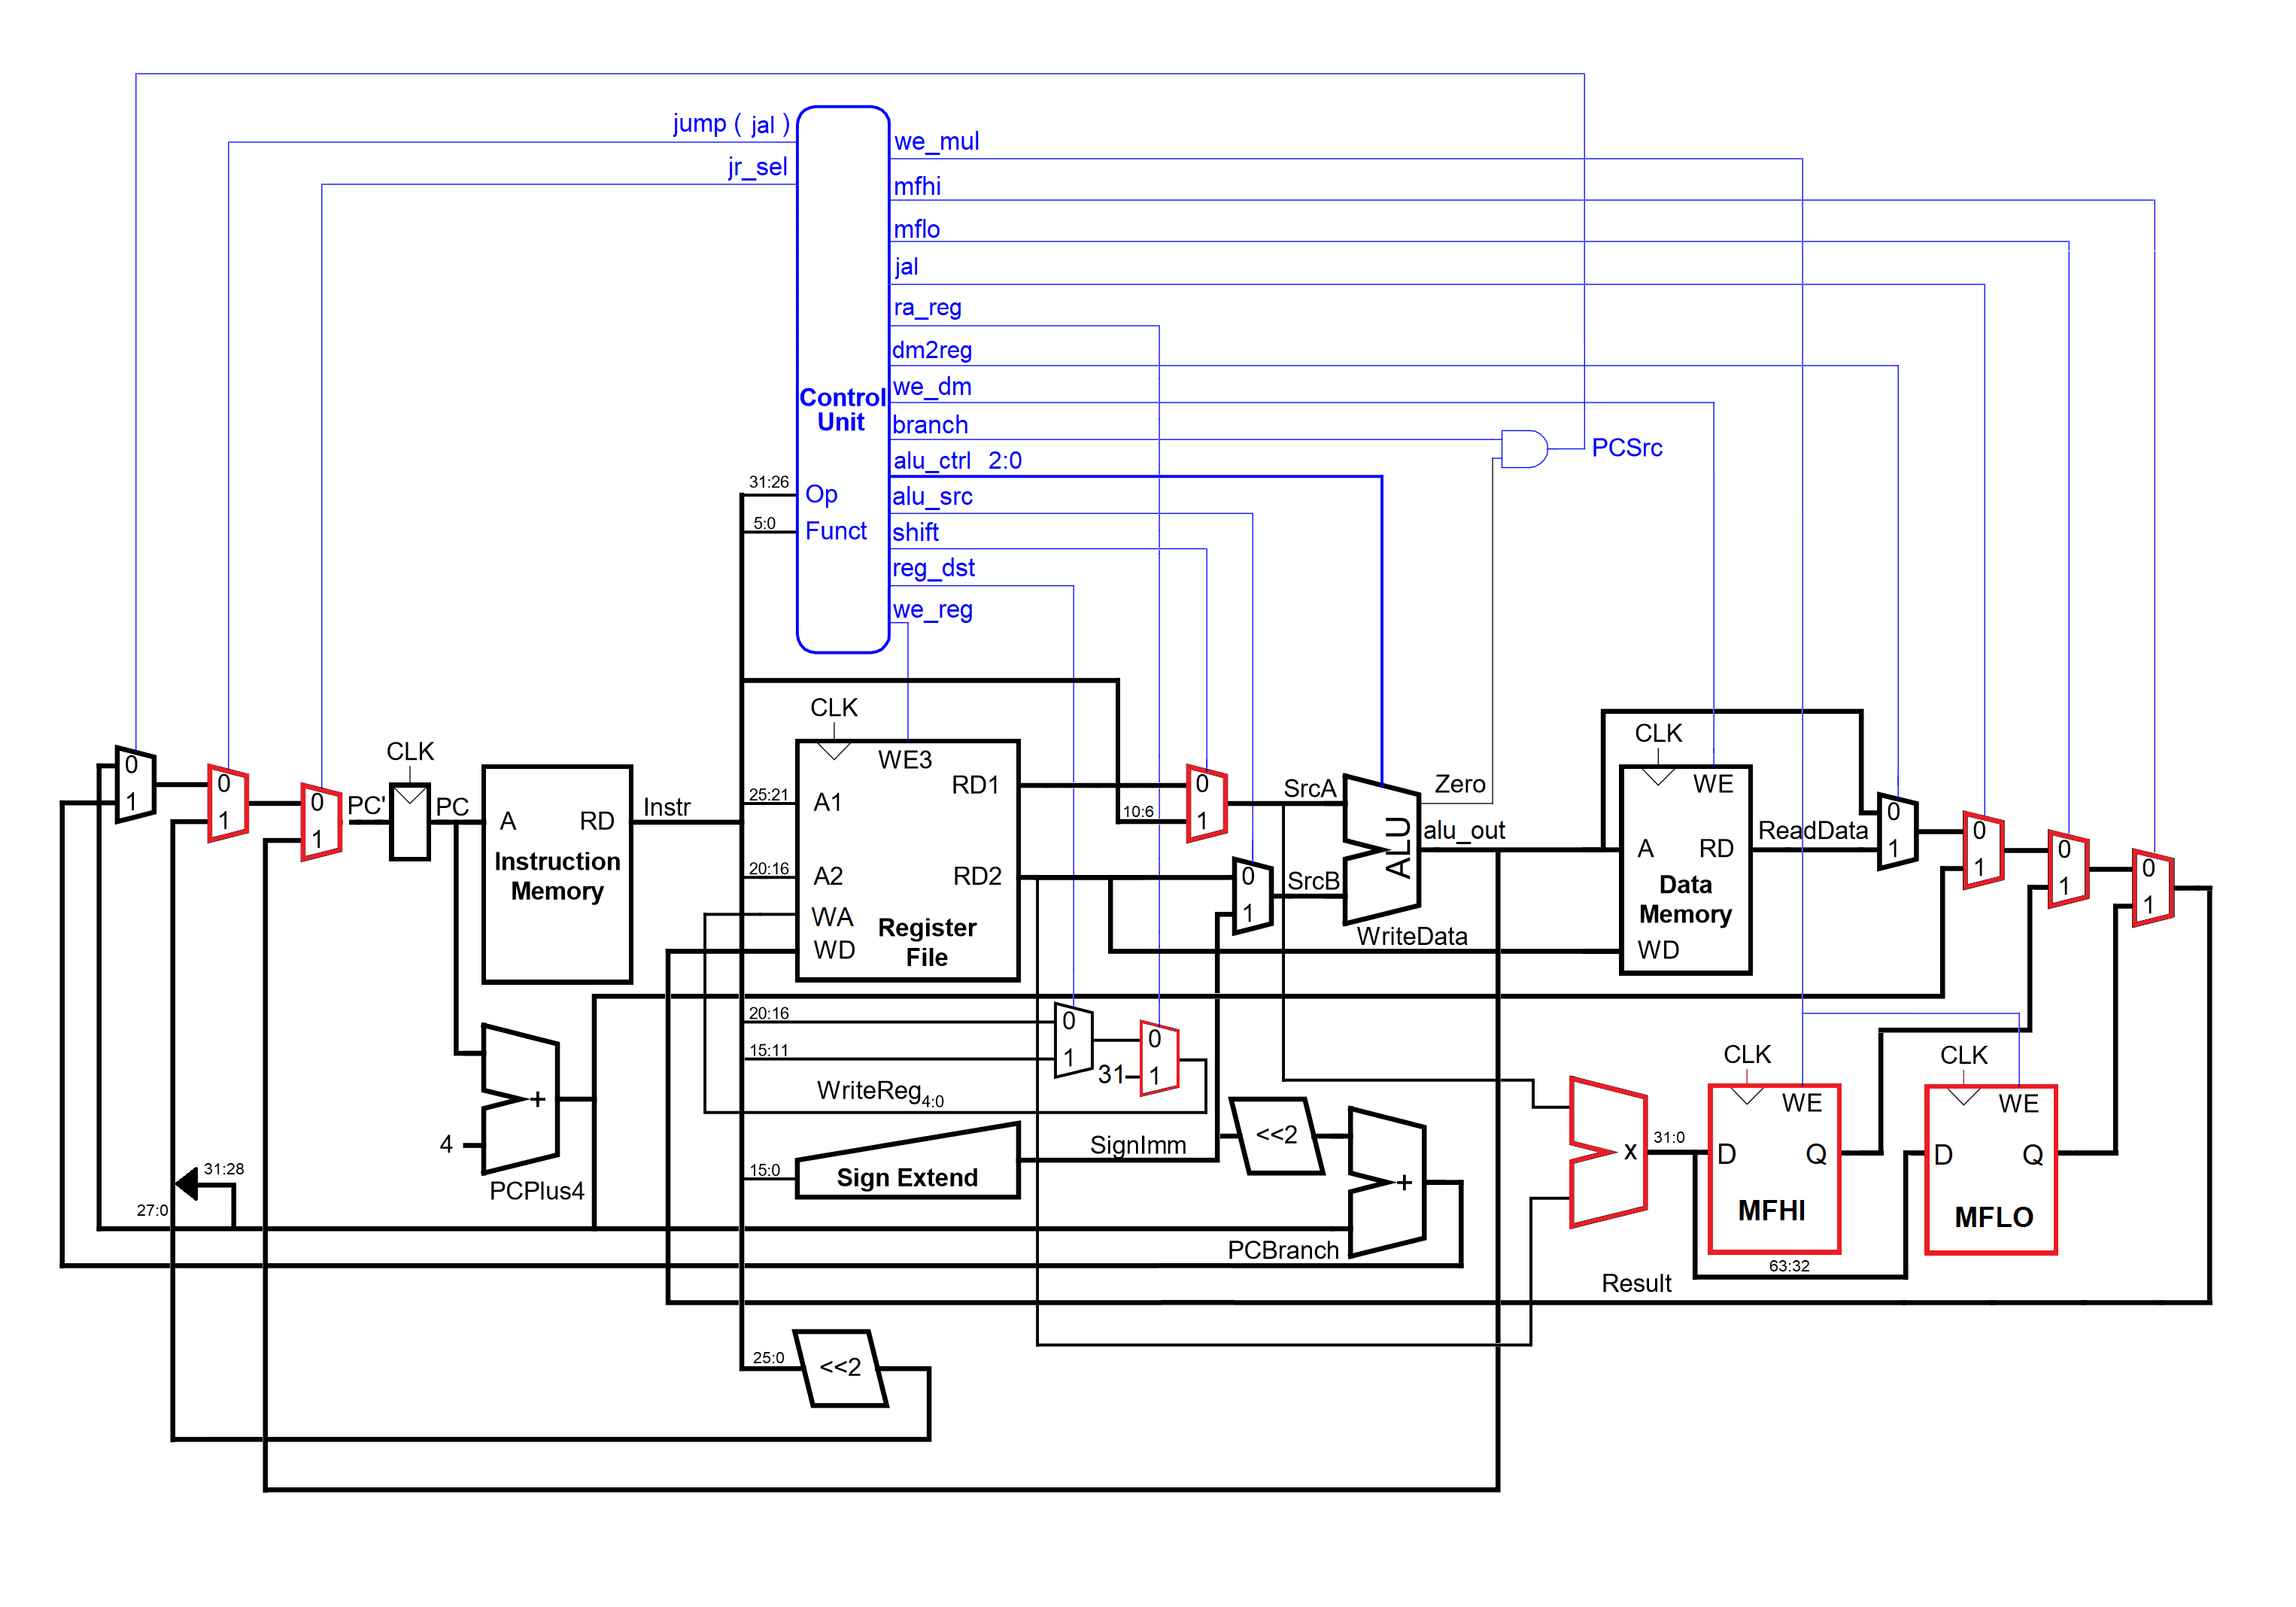 jump ( jal )
jr_sel
we_mul
mfhi
mflo
jal
ra_reg
dm2reg
we_dm
branch
alu_ctrl 2:0
alu_src
shift
reg_dst
we_reg
Control
Unit
Op
Funct
31:26
5:0
PCSrc
0
1
0
1
0
1
PC'
CLK
PC
A
RD
Instruction
Memory
Instr
CLK
WE3
25:21
A1
RD1
20:16
A2
RD2
WA
WD
Register
File
10:6
0
1
0
1
SrcA
SrcB
ALU
Zero
alu_out
WriteData
CLK
WE
A
RD
Data
Memory
WD
ReadData
0
1
0
1
0
1
0
1
20:16
15:11
0
1
31
0
1
WriteReg4:0
4
+
PCPlus4
31:28
27:0
15:0
Sign Extend
SignImm
<<2
+
PCBranch
x
31:0
CLK
WE
D
Q
MFHI
CLK
WE
D
Q
MFLO
63:32
Result
25:0
<<2